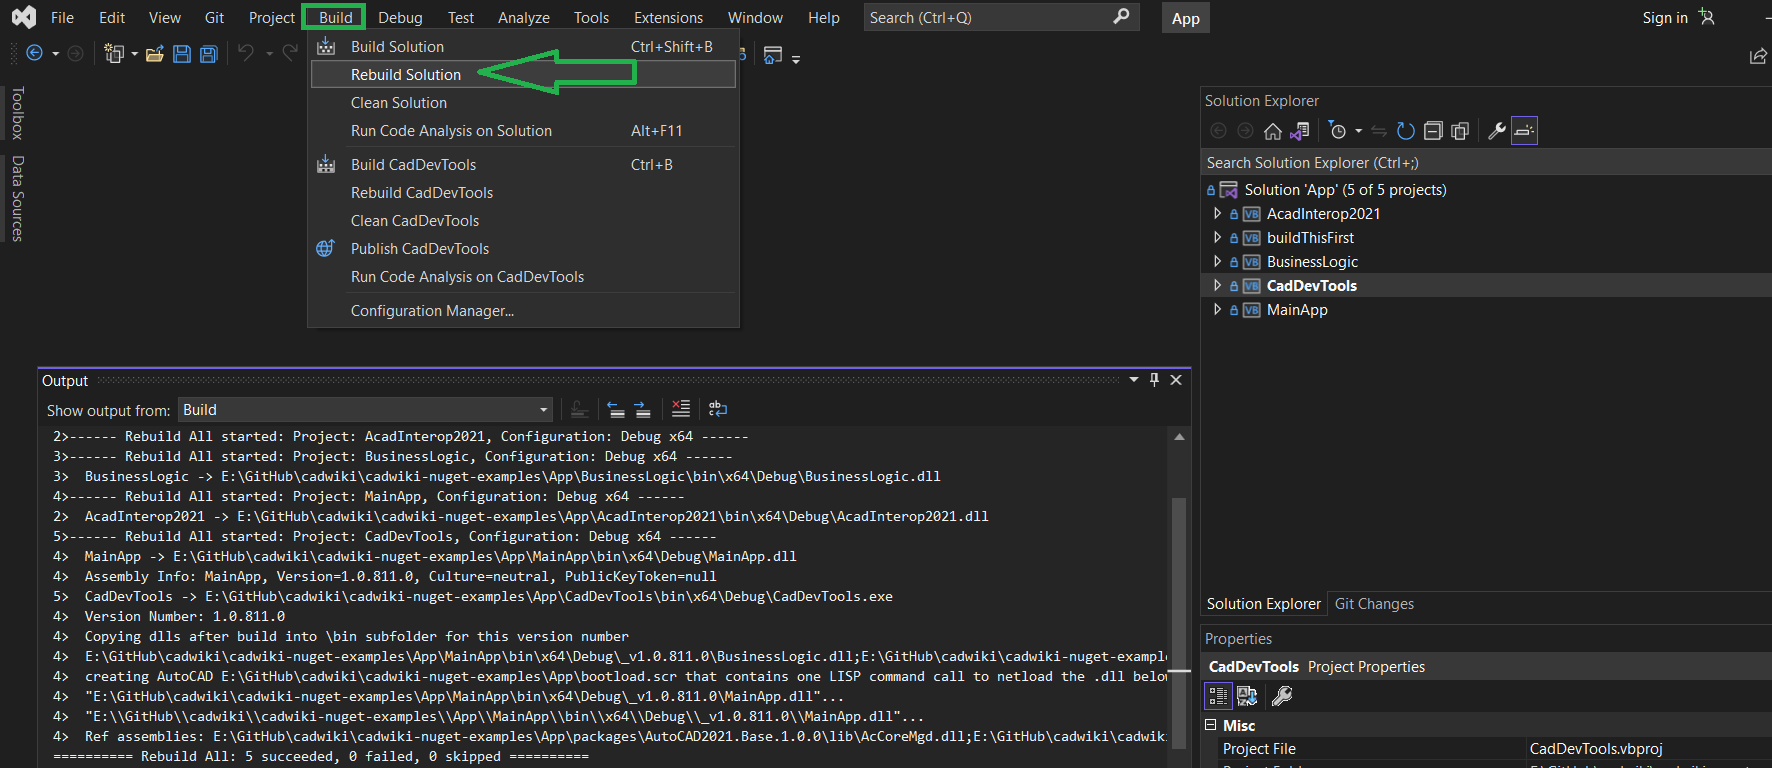 File Edit View Git Project Build Debug Test Analyze Tools Extensions Window Help Search (Ctrl+Q) App Sign in
Build Solution Ctrl+Shift+B
Rebuild Solution
Clean Solution
Run Code Analysis on Solution Alt+F11
Build CadDevTools Ctrl+B
Rebuild CadDevTools
Clean CadDevTools
Publish CadDevTools
Run Code Analysis on CadDevTools
Configuration Manager...
Toolbox
Data Sources
Solution Explorer
Search Solution Explorer (Ctrl+;)
Solution 'App' (5 of 5 projects)
VB AcadInterop2021
VB buildThisFirst
VB BusinessLogic
VB CadDevTools
VB MainApp
Output
Show output from: Build
2>------ Rebuild All started: Project: AcadInterop2021, Configuration: Debug x64 ------
3>------ Rebuild All started: Project: BusinessLogic, Configuration: Debug x64 ------
3>  BusinessLogic -> E:\GitHub\cadwiki\cadwiki-nuget-examples\App\BusinessLogic\bin\x64\Debug\BusinessLogic.dll
4>------ Rebuild All started: Project: MainApp, Configuration: Debug x64 ------
2>  AcadInterop2021 -> E:\GitHub\cadwiki\cadwiki-nuget-examples\App\AcadInterop2021\bin\x64\Debug\AcadInterop2021.dll
5>------ Rebuild All started: Project: CadDevTools, Configuration: Debug x64 ------
4>  MainApp -> E:\GitHub\cadwiki\cadwiki-nuget-examples\App\MainApp\bin\x64\Debug\MainApp.dll
4>  Assembly Info: MainApp, Version=1.0.811.0, Culture=neutral, PublicKeyToken=null
5>  CadDevTools -> E:\GitHub\cadwiki\cadwiki-nuget-examples\App\CadDevTools\bin\x64\Debug\CadDevTools.exe
4>  Version Number: 1.0.811.0
4>  Copying dlls after build into \bin subfolder for this version number
4>  E:\GitHub\cadwiki\cadwiki-nuget-examples\App\MainApp\bin\x64\Debug\_v1.0.811.0\BusinessLogic.dll;E:\GitHub\cadwiki\cadwiki-nuget-example
4>  creating AutoCAD E:\GitHub\cadwiki\cadwiki-nuget-examples\App\bootload.scr that contains one LISP command call to netload the .dll below
4>  "E:\GitHub\cadwiki\cadwiki-nuget-examples\App\MainApp\bin\x64\Debug\_v1.0.811.0\MainApp.dll"...
4>  "E:\\GitHub\\cadwiki\\cadwiki-nuget-examples\\App\\MainApp\\bin\\x64\\Debug\\_v1.0.811.0\\MainApp.dll"...
4>  Ref assemblies: E:\GitHub\cadwiki\cadwiki-nuget-examples\App\packages\AutoCAD2021.Base.1.0.0\lib\AcCoreMgd.dll;E:\GitHub\cadwiki\cadwiki
========== Rebuild All: 5 succeeded, 0 failed, 0 skipped ==========
Solution Explorer Git Changes
Properties
CadDevTools Project Properties
Misc
Project File CadDevTools.vbproj